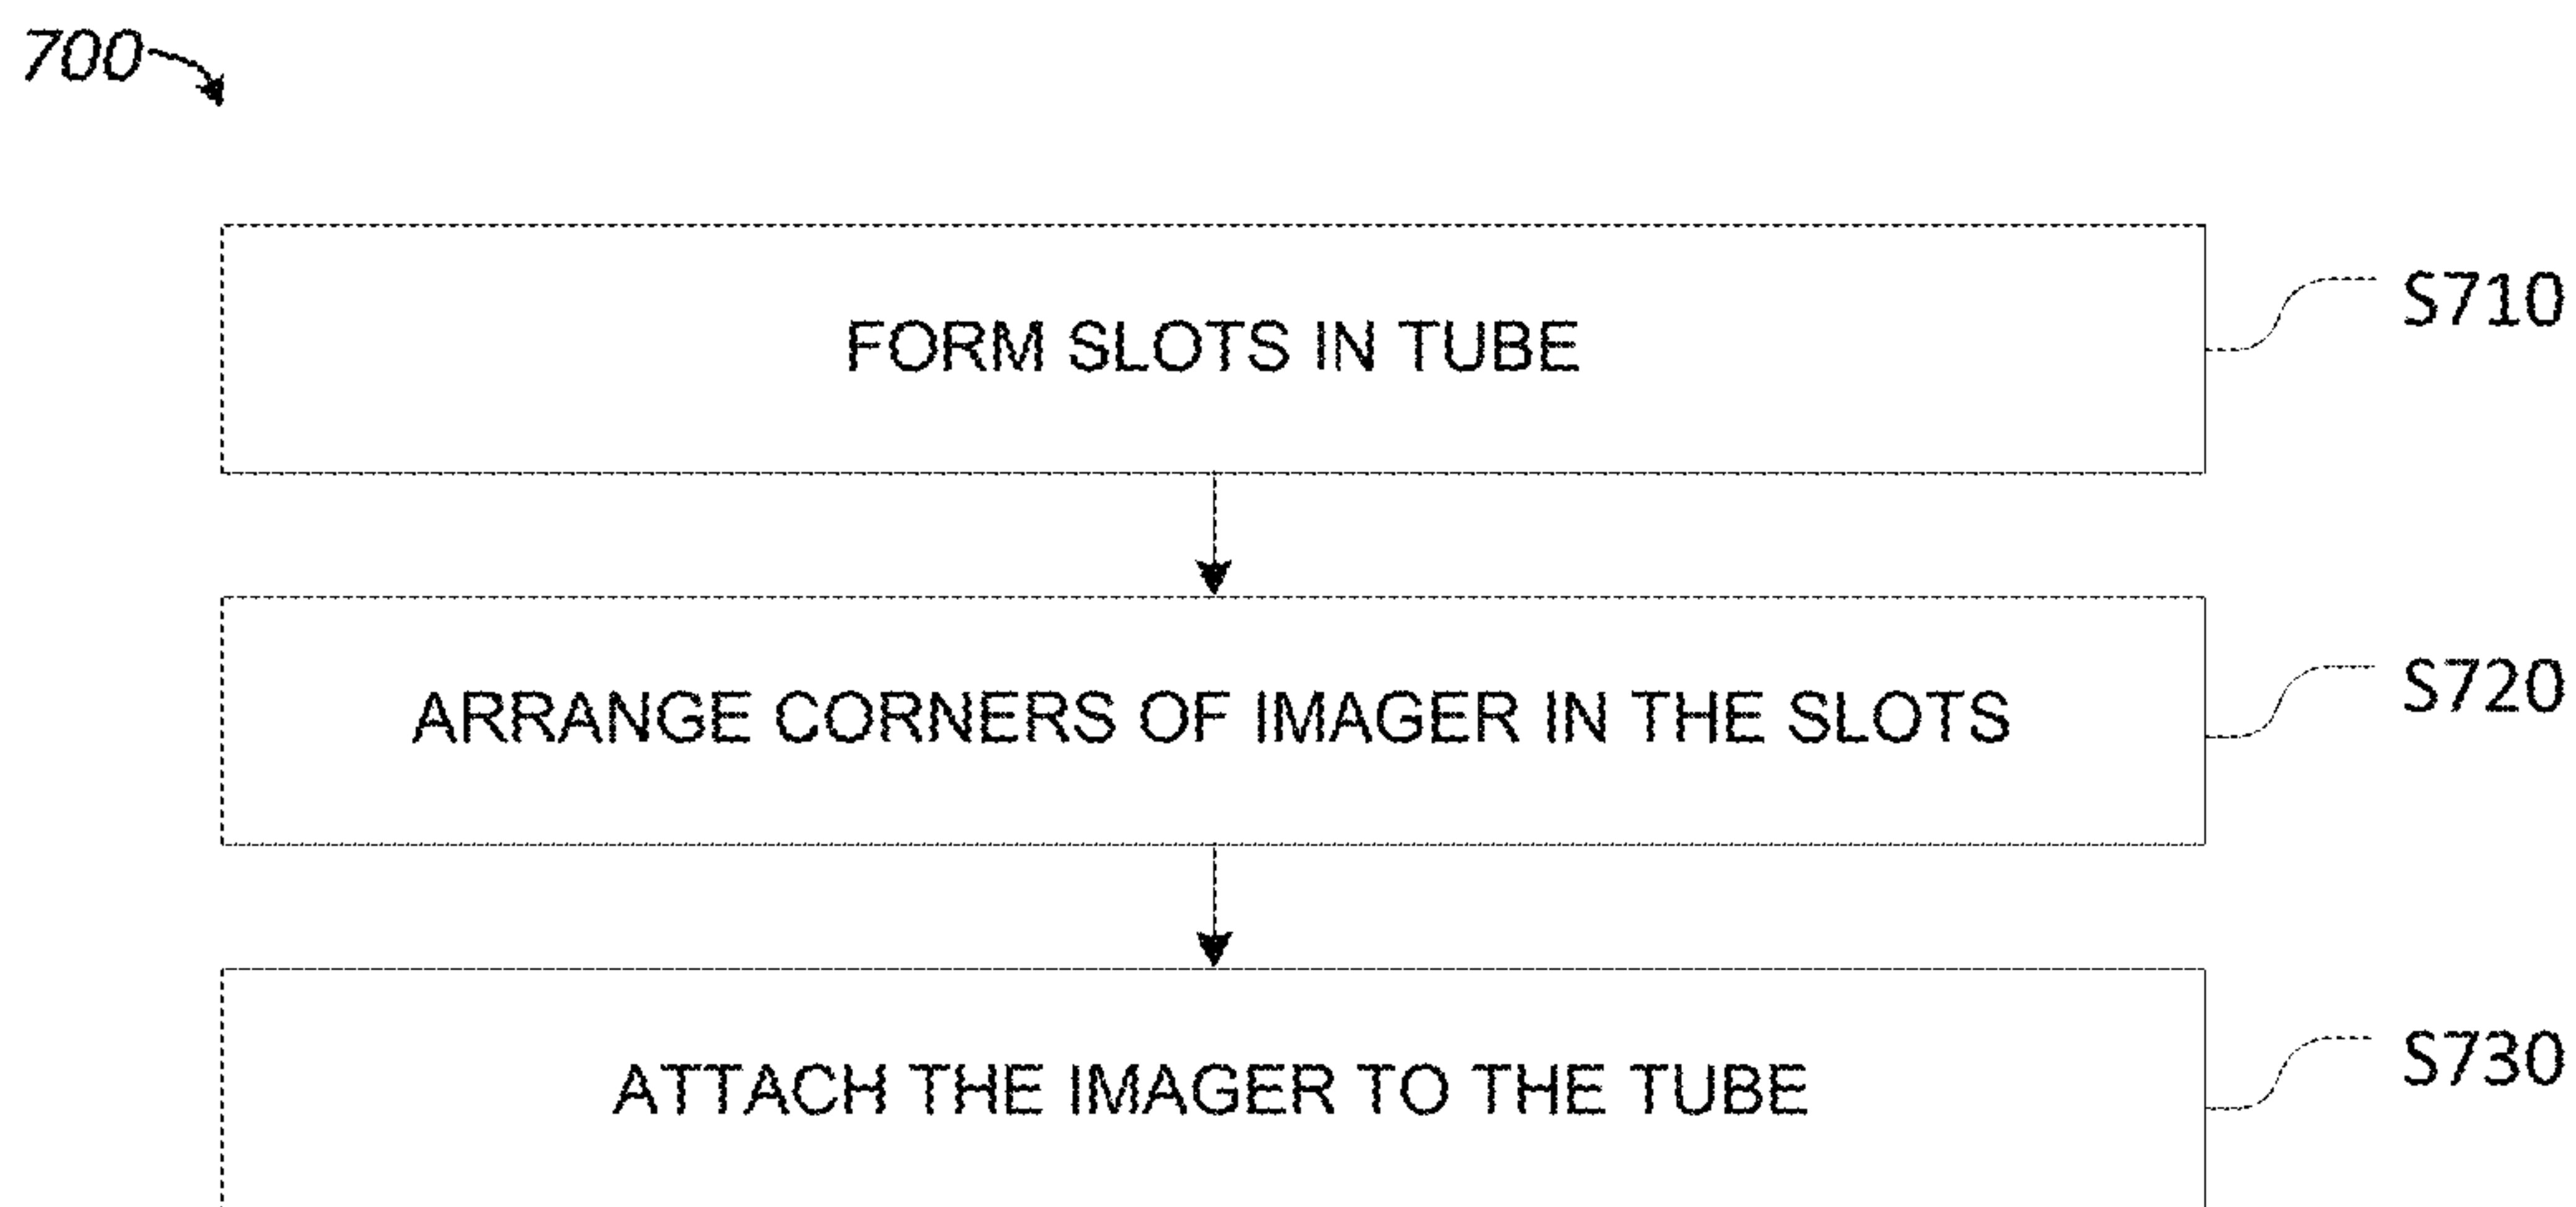 700
FORM SLOTS IN TUBE
S710
ARRANGE CORNERS OF IMAGER IN THE SLOTS
S720
ATTACH THE IMAGER TO THE TUBE
S730